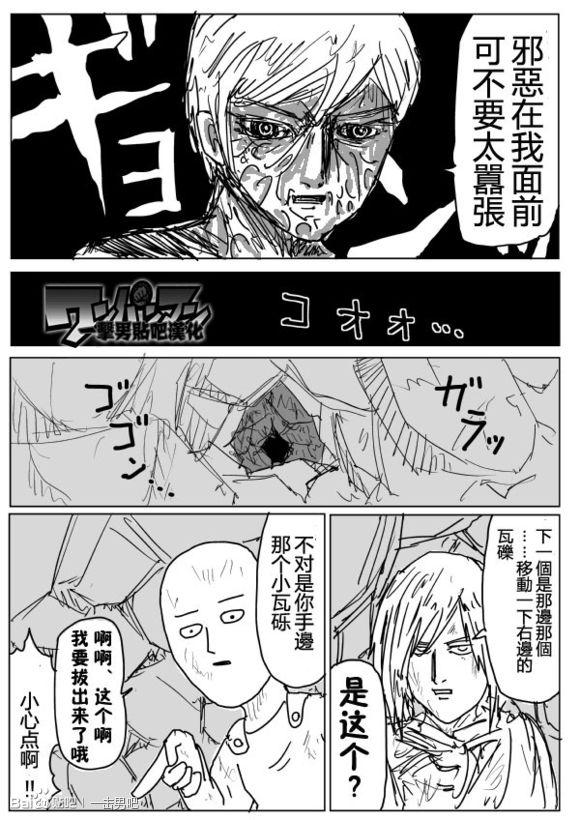 邪惡在我面前
可不要太囂張
ギョ
ワンパンマン
一擊男貼吧漢化
コォォ…
ガラッ
ゴゴン…
下一個是那邊那個
……移動一下右邊的
瓦礫
是这个？
不对是你手邊
那个小瓦砾
啊啊、这个啊
我要拔出来了哦
小心点啊!!
Bai 贴吧 | 一击男吧